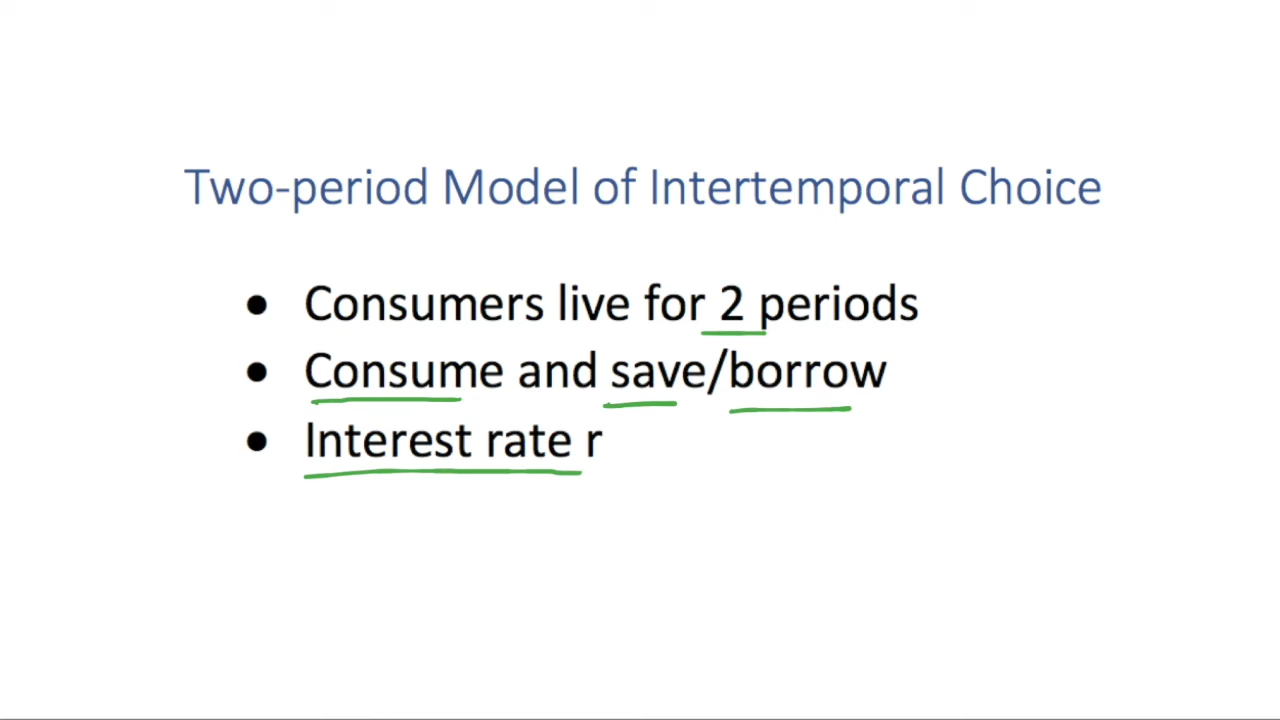 Two-period Model of Intertemporal Choice
• Consumers live for 2 periods
• Consume and save/borrow
• Interest rate r